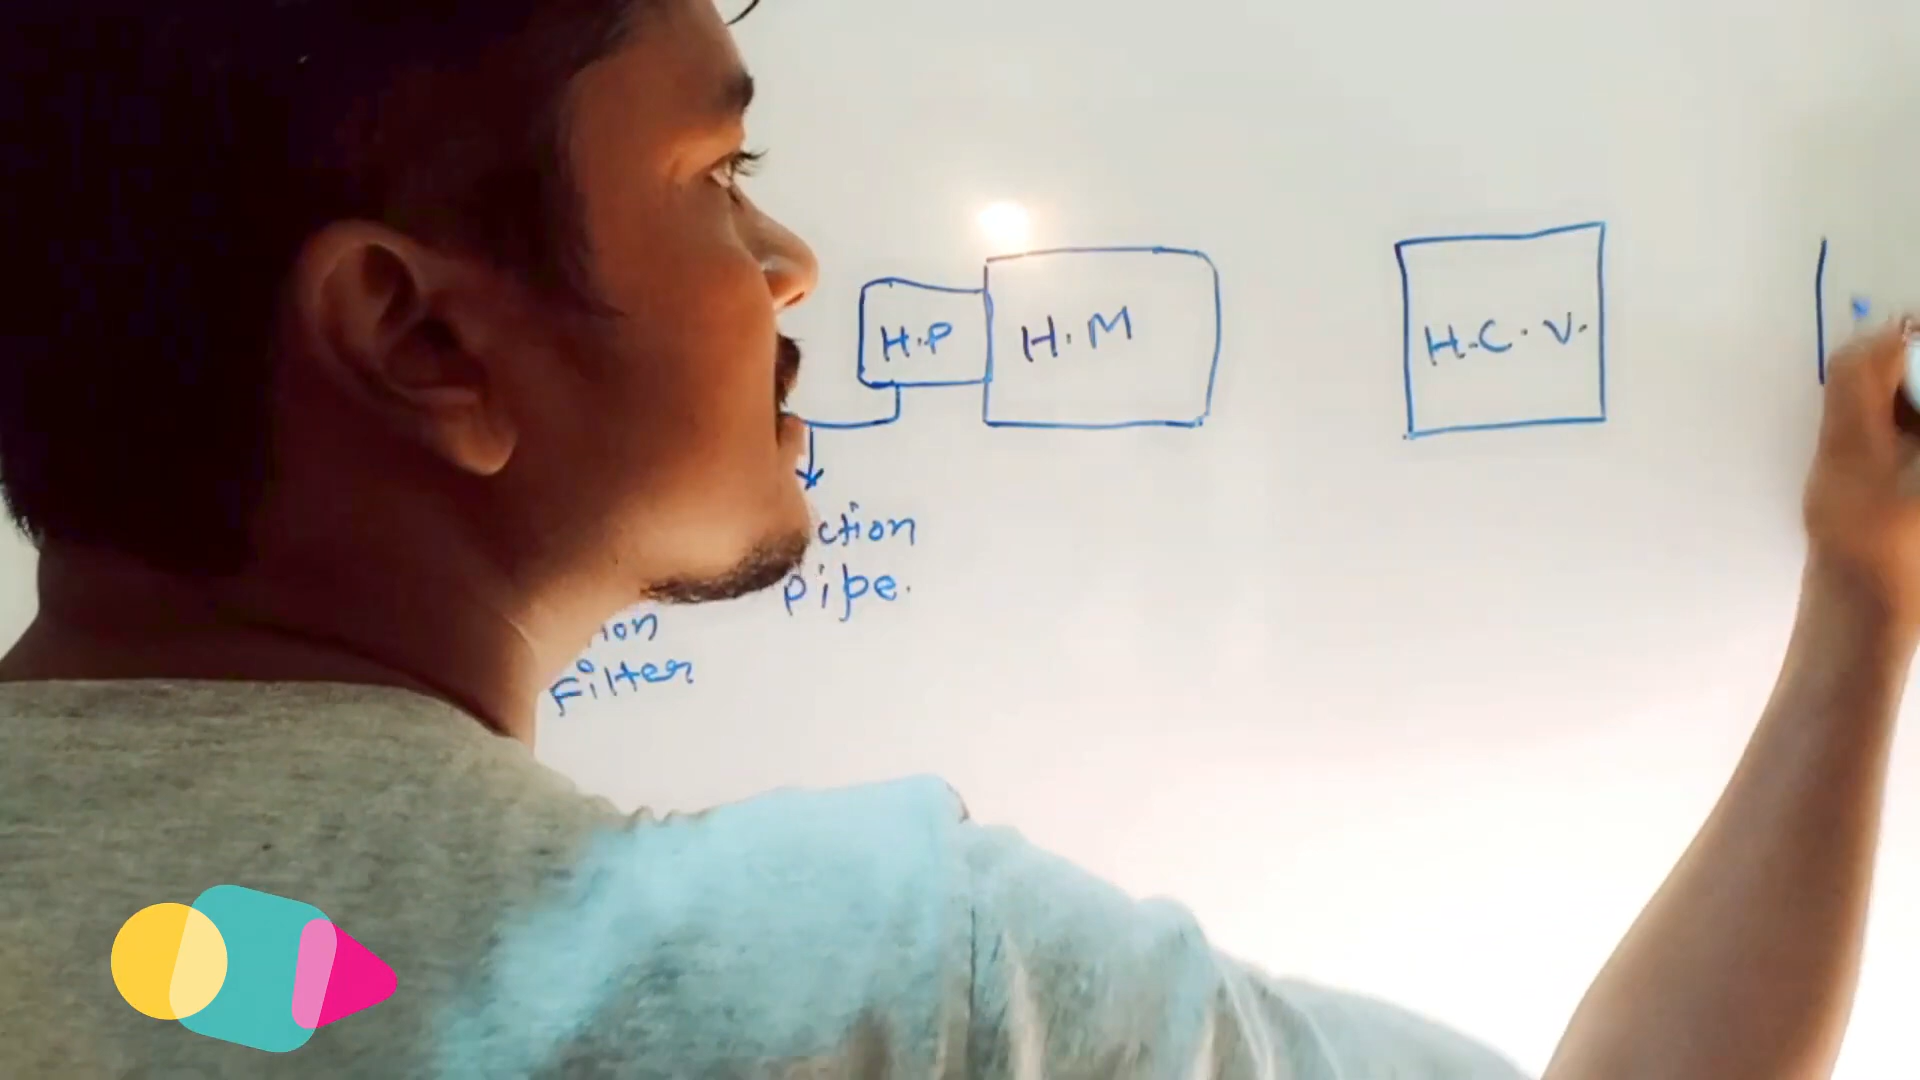 H.P
H.M
H.C.V.
ction
pipe.
ion
Filter